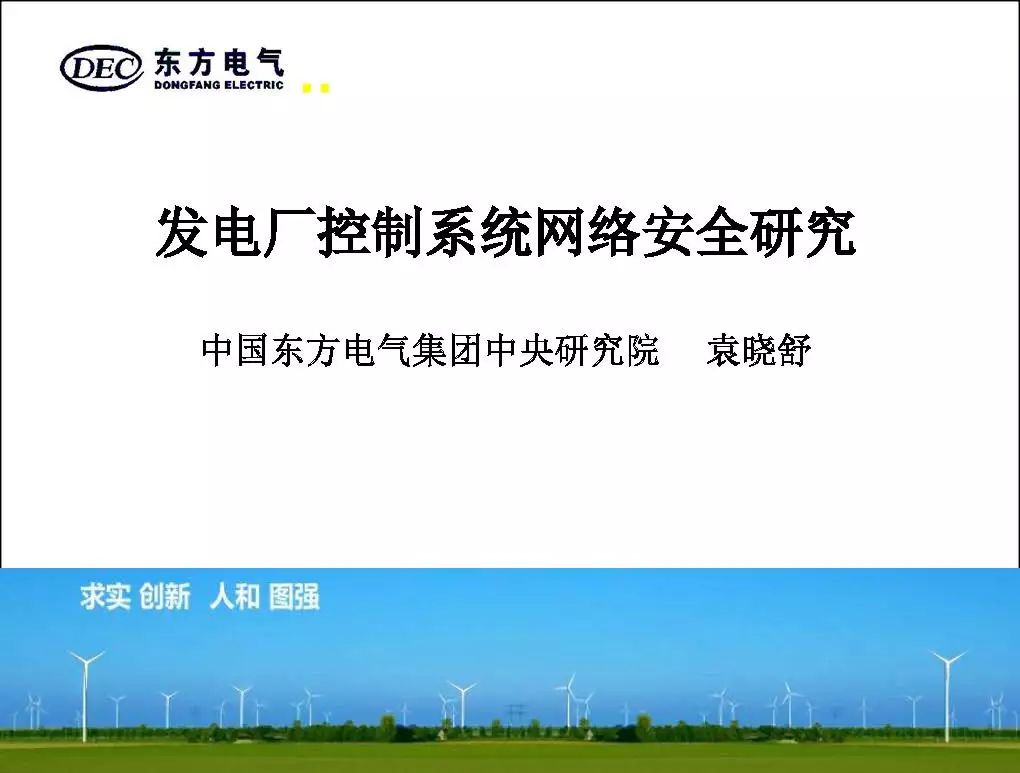 DEC 东方电气
DONGFANG ELECTRIC
发电厂控制系统网络安全研究
中国东方电气集团中央研究院 袁晓舒
求实 创新 人和 图强